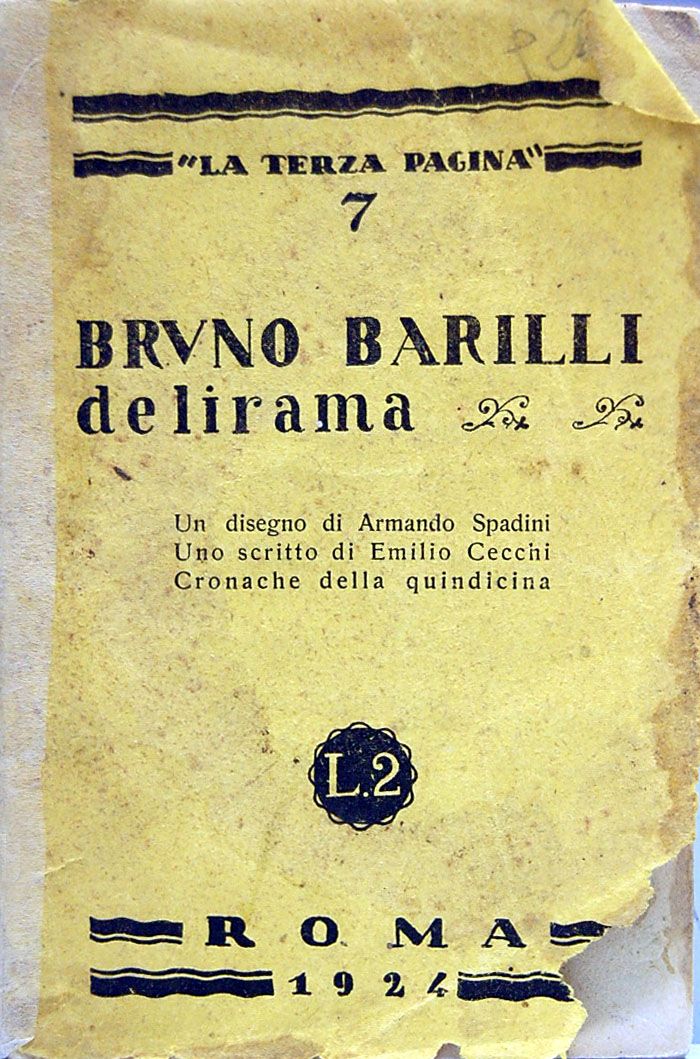 "LA TERZA PAGINA"
7
BRVNO BARILLI
delirama
Un disegno di Armando Spadini
Uno scritto di Emilio Cecchi
Cronache della quindicina
L.2
ROMA
1924